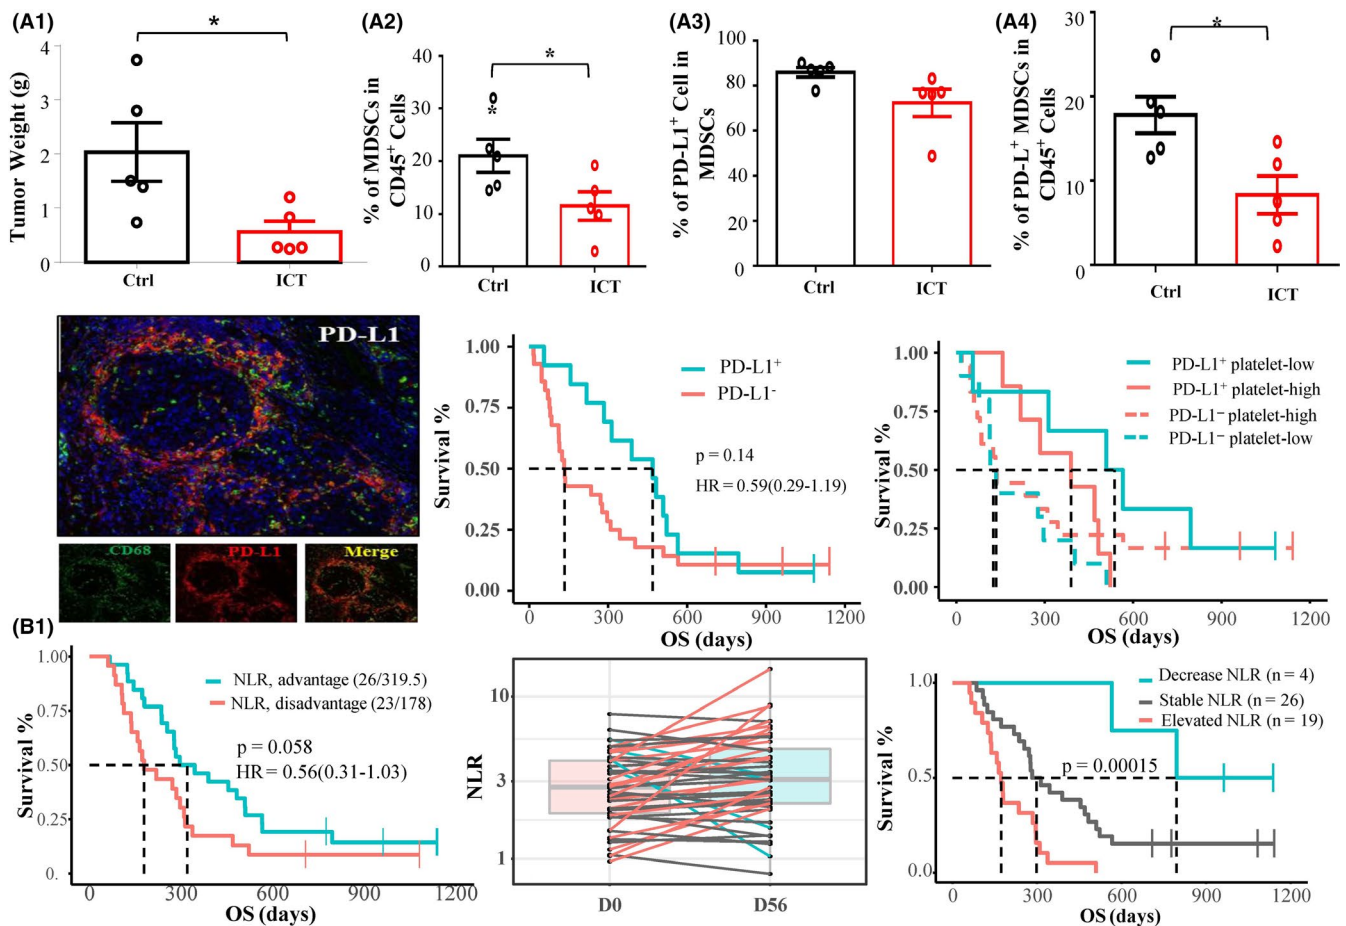 (A1)
*
Tumor Weight (g)
4
3
2
1
0
Ctrl
ICT
(A2)
*
*
% of MDSCs in
CD45+ Cells
40
30
20
10
0
Ctrl
ICT
(A3)
% of PD-L1+ Cell in
MDSCs
100
80
60
40
20
0
Ctrl
ICT
(A4)
*
% of PD-L+ MDSCs in
CD45+ Cells
30
20
10
0
Ctrl
ICT
PD-L1
CD68
PD-L1
Merge
Survival %
1.00
0.75
0.50
0.25
0.00
PD-L1+
PD-L1-
p = 0.14
HR = 0.59(0.29-1.19)
0 300 600 900 1200
OS (days)
Survival %
1.00
0.75
0.50
0.25
0.00
PD-L1+ platelet-low
PD-L1+ platelet-high
PD-L1− platelet-high
PD-L1− platelet-low
0 300 600 900 1200
OS (days)
(B1)
Survival %
1.00
0.75
0.50
0.25
0.
NLR, advantage (26/319.5)
NLR, disadvantage (23/178)
p = 0.058
HR = 0.56(0.31-1.03)
0 300 600 900 1200
OS (days)
NLR
10
3
1
D0 D56
Survival %
1.0
0.5
0.0
Decrease NLR (n = 4)
Stable NLR (n = 26)
Elevated NLR (n = 19)
p = 0.00015
0 300 600 900 1200
OS (days)